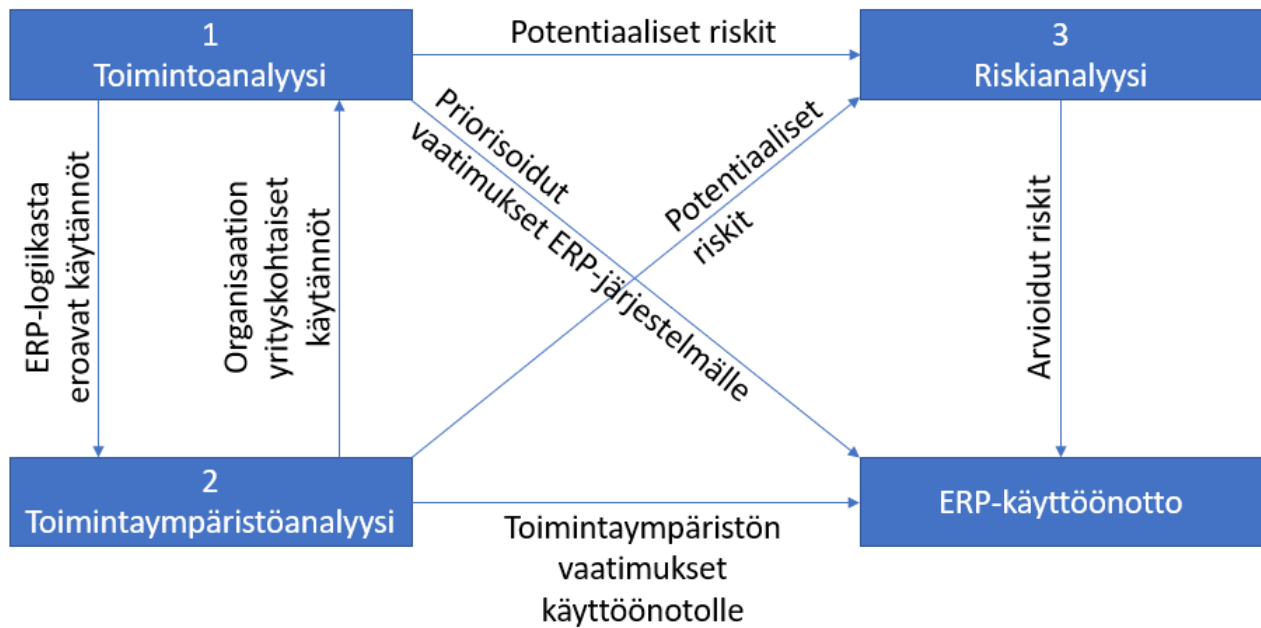 1
Toimintoanalyysi
Potentiaaliset riskit
3
Riskianalyysi
ERP-logiikasta
eroavat käytännöt
Organisaation
yrityskohtaiset
käytännöt
Priorisoidut
vaatimukset ERP-järjestelmälle
Potentiaaliset
riskit
Arvioidut riskit
2
Toimintaympäristöanalyysi
Toimintaympäristön
vaatimukset
käyttöönotolle
ERP-käyttöönotto